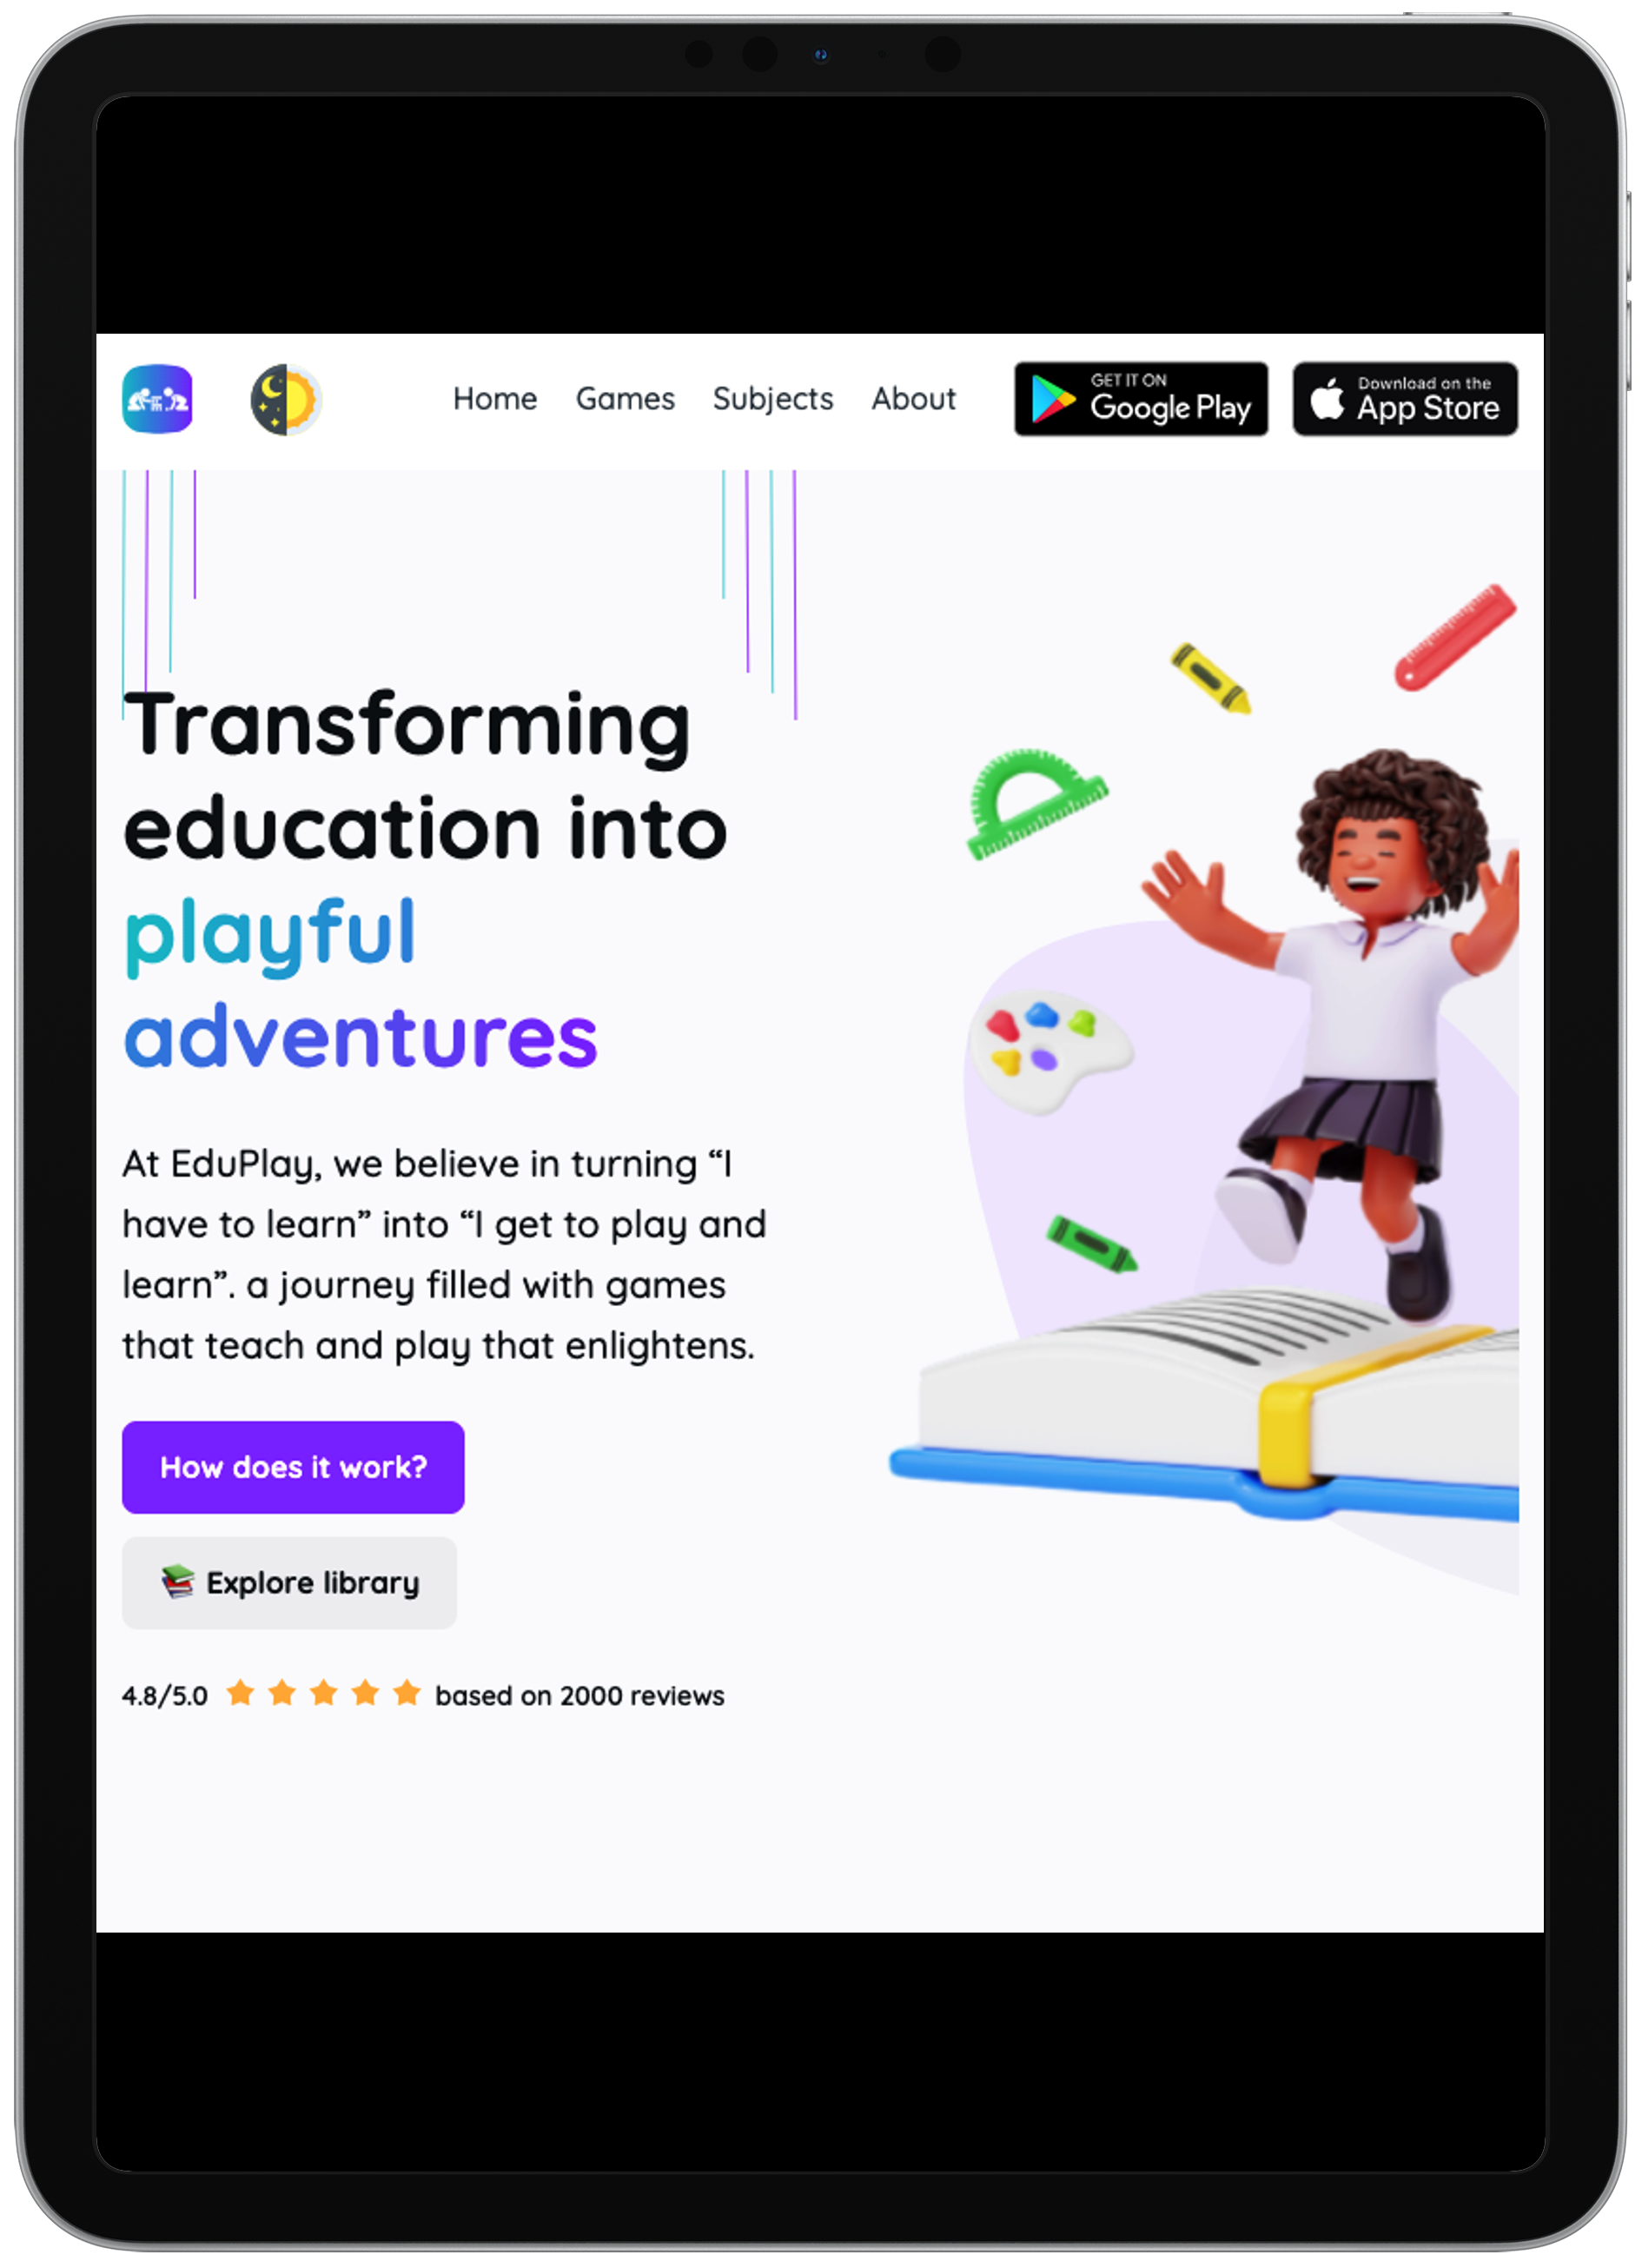 Home Games Subjects About
GET IT ON
Google Play
Download on the
App Store
Transforming
education into
playful
adventures
At EduPlay, we believe in turning “I
have to learn” into “I get to play and
learn”. a journey filled with games
that teach and play that enlightens.
How does it work?
Explore library
4.8/5.0 based on 2000 reviews